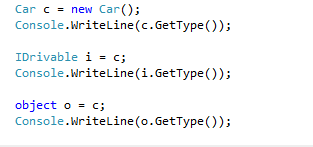 Car c = new Car();
Console.WriteLine(c.GetType());
IDrivable i = c;
Console.WriteLine(i.GetType());
object o = c;
Console.WriteLine(o.GetType());